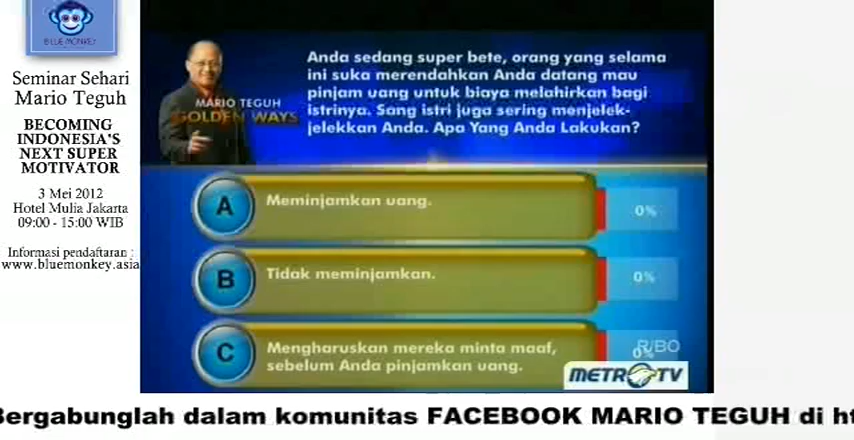 BLUE MONKEY
Seminar Sehari
Mario Teguh
BECOMING
INDONESIA'S
NEXT SUPER
MOTIVATOR
3 Mei 2012
Hotel Mulia Jakarta
09:00 - 15:00 WIB
Informasi pendaftaran :
www.bluemonkey.asia
MARIO TEGUH
GOLDEN WAYS
Anda sedang super bete, orang yang selama
ini suka merendahkan Anda datang mau
pinjam uang untuk biaya melahirkan bagi
istrinya. Sang istri juga sering menjelek-
jelekkan Anda. Apa Yang Anda Lakukan?
A Meminjamkan uang. 0%
B Tidak meminjamkan. 0%
C Mengharuskan mereka minta maaf,
sebelum Anda pinjamkan uang. 0%
METRO TV
Bergabunglah dalam komunitas FACEBOOK MARIO TEGUH di ht